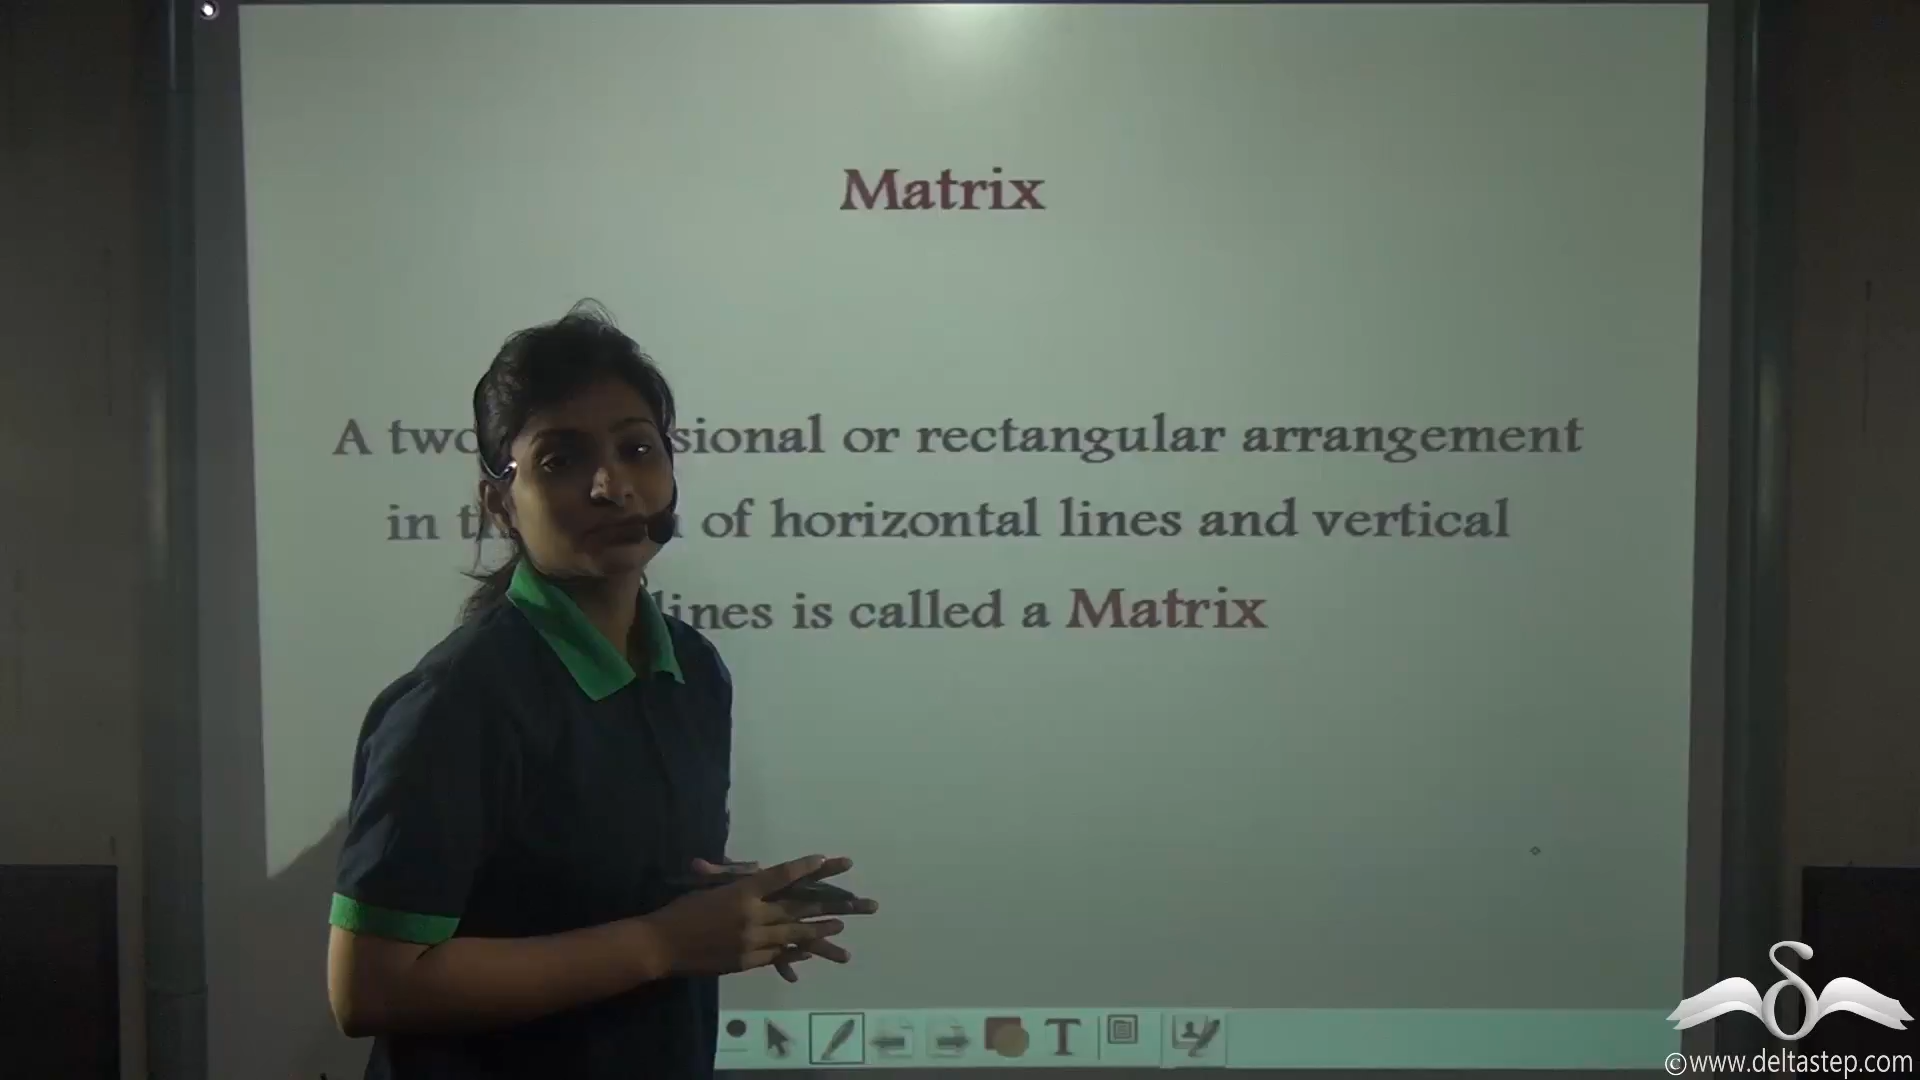 Matrix
A two sional or rectangular arrangement
in of horizontal lines and vertical
lines is called a Matrix
T
©www.deltastep.com